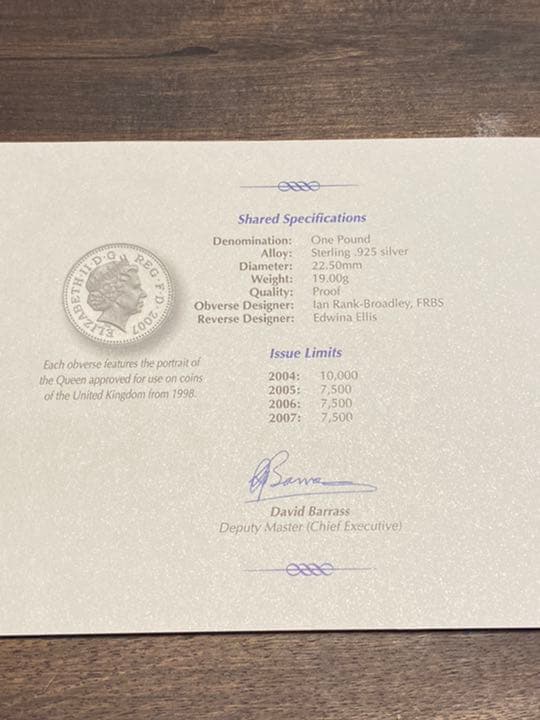 Shared Specifications
Denomination: One Pound
Alloy: Sterling .925 silver
Diameter: 22.50mm
Weight: 19.00g
Quality: Proof
Obverse Designer: Ian Rank-Broadley, FRBS
Reverse Designer: Edwina Ellis
ELIZABETH·II·D·G REG·F·D·2007
Each obverse features the portrait of
the Queen approved for use on coins
of the United Kingdom from 1998.
Issue Limits
2004: 10,000
2005: 7,500
2006: 7,500
2007: 7,500
David Barrass
Deputy Master (Chief Executive)